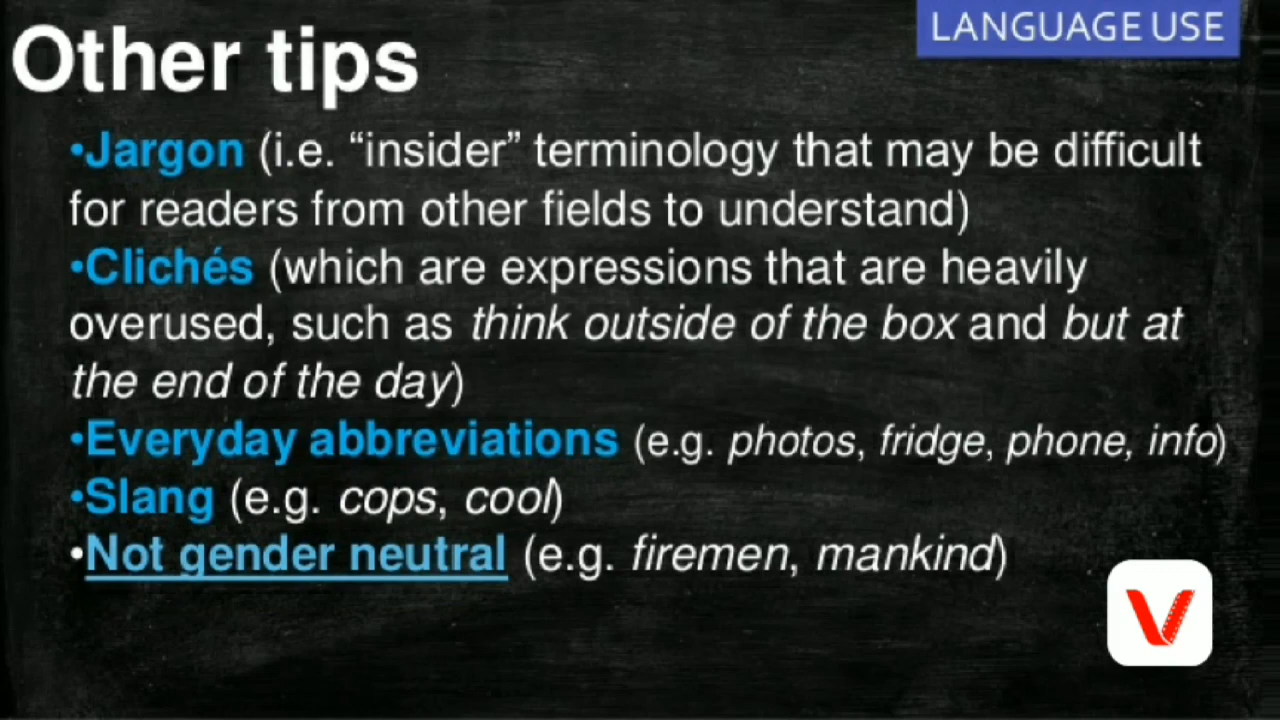 Other tips
LANGUAGE USE
•Jargon (i.e. “insider” terminology that may be difficult
for readers from other fields to understand)
•Clichés (which are expressions that are heavily
overused, such as think outside of the box and but at
the end of the day)
•Everyday abbreviations (e.g. photos, fridge, phone, info)
•Slang (e.g. cops, cool)
•Not gender neutral (e.g. firemen, mankind)
V